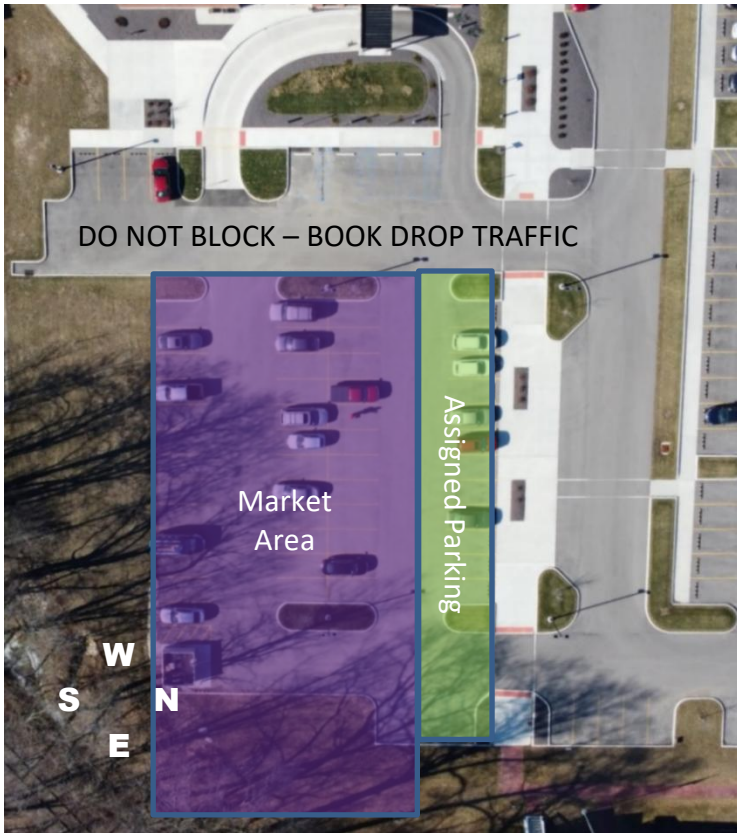 DO NOT BLOCK – BOOK DROP TRAFFIC
Market
Area
Assigned Parking
W
S N
E